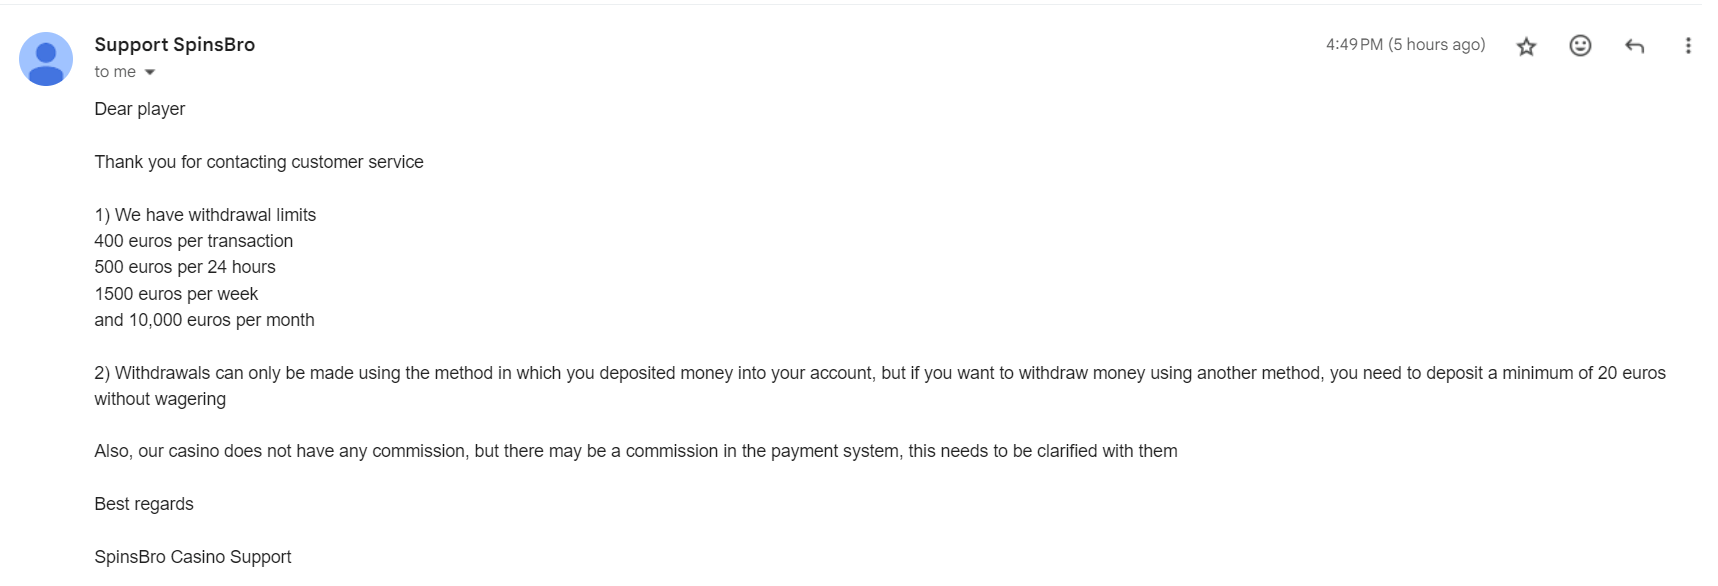 Support SpinsBro
4:49 PM (5 hours ago)
to me
Dear player
Thank you for contacting customer service
1) We have withdrawal limits
400 euros per transaction
500 euros per 24 hours
1500 euros per week
and 10,000 euros per month
2) Withdrawals can only be made using the method in which you deposited money into your account, but if you want to withdraw money using another method, you need to deposit a minimum of 20 euros
without wagering
Also, our casino does not have any commission, but there may be a commission in the payment system, this needs to be clarified with them
Best regards
SpinsBro Casino Support